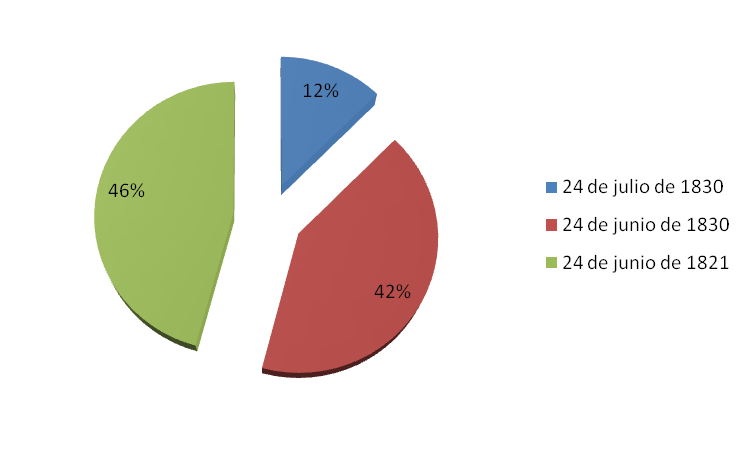 12%
46%
42%
24 de julio de 1830
24 de junio de 1830
24 de junio de 1821